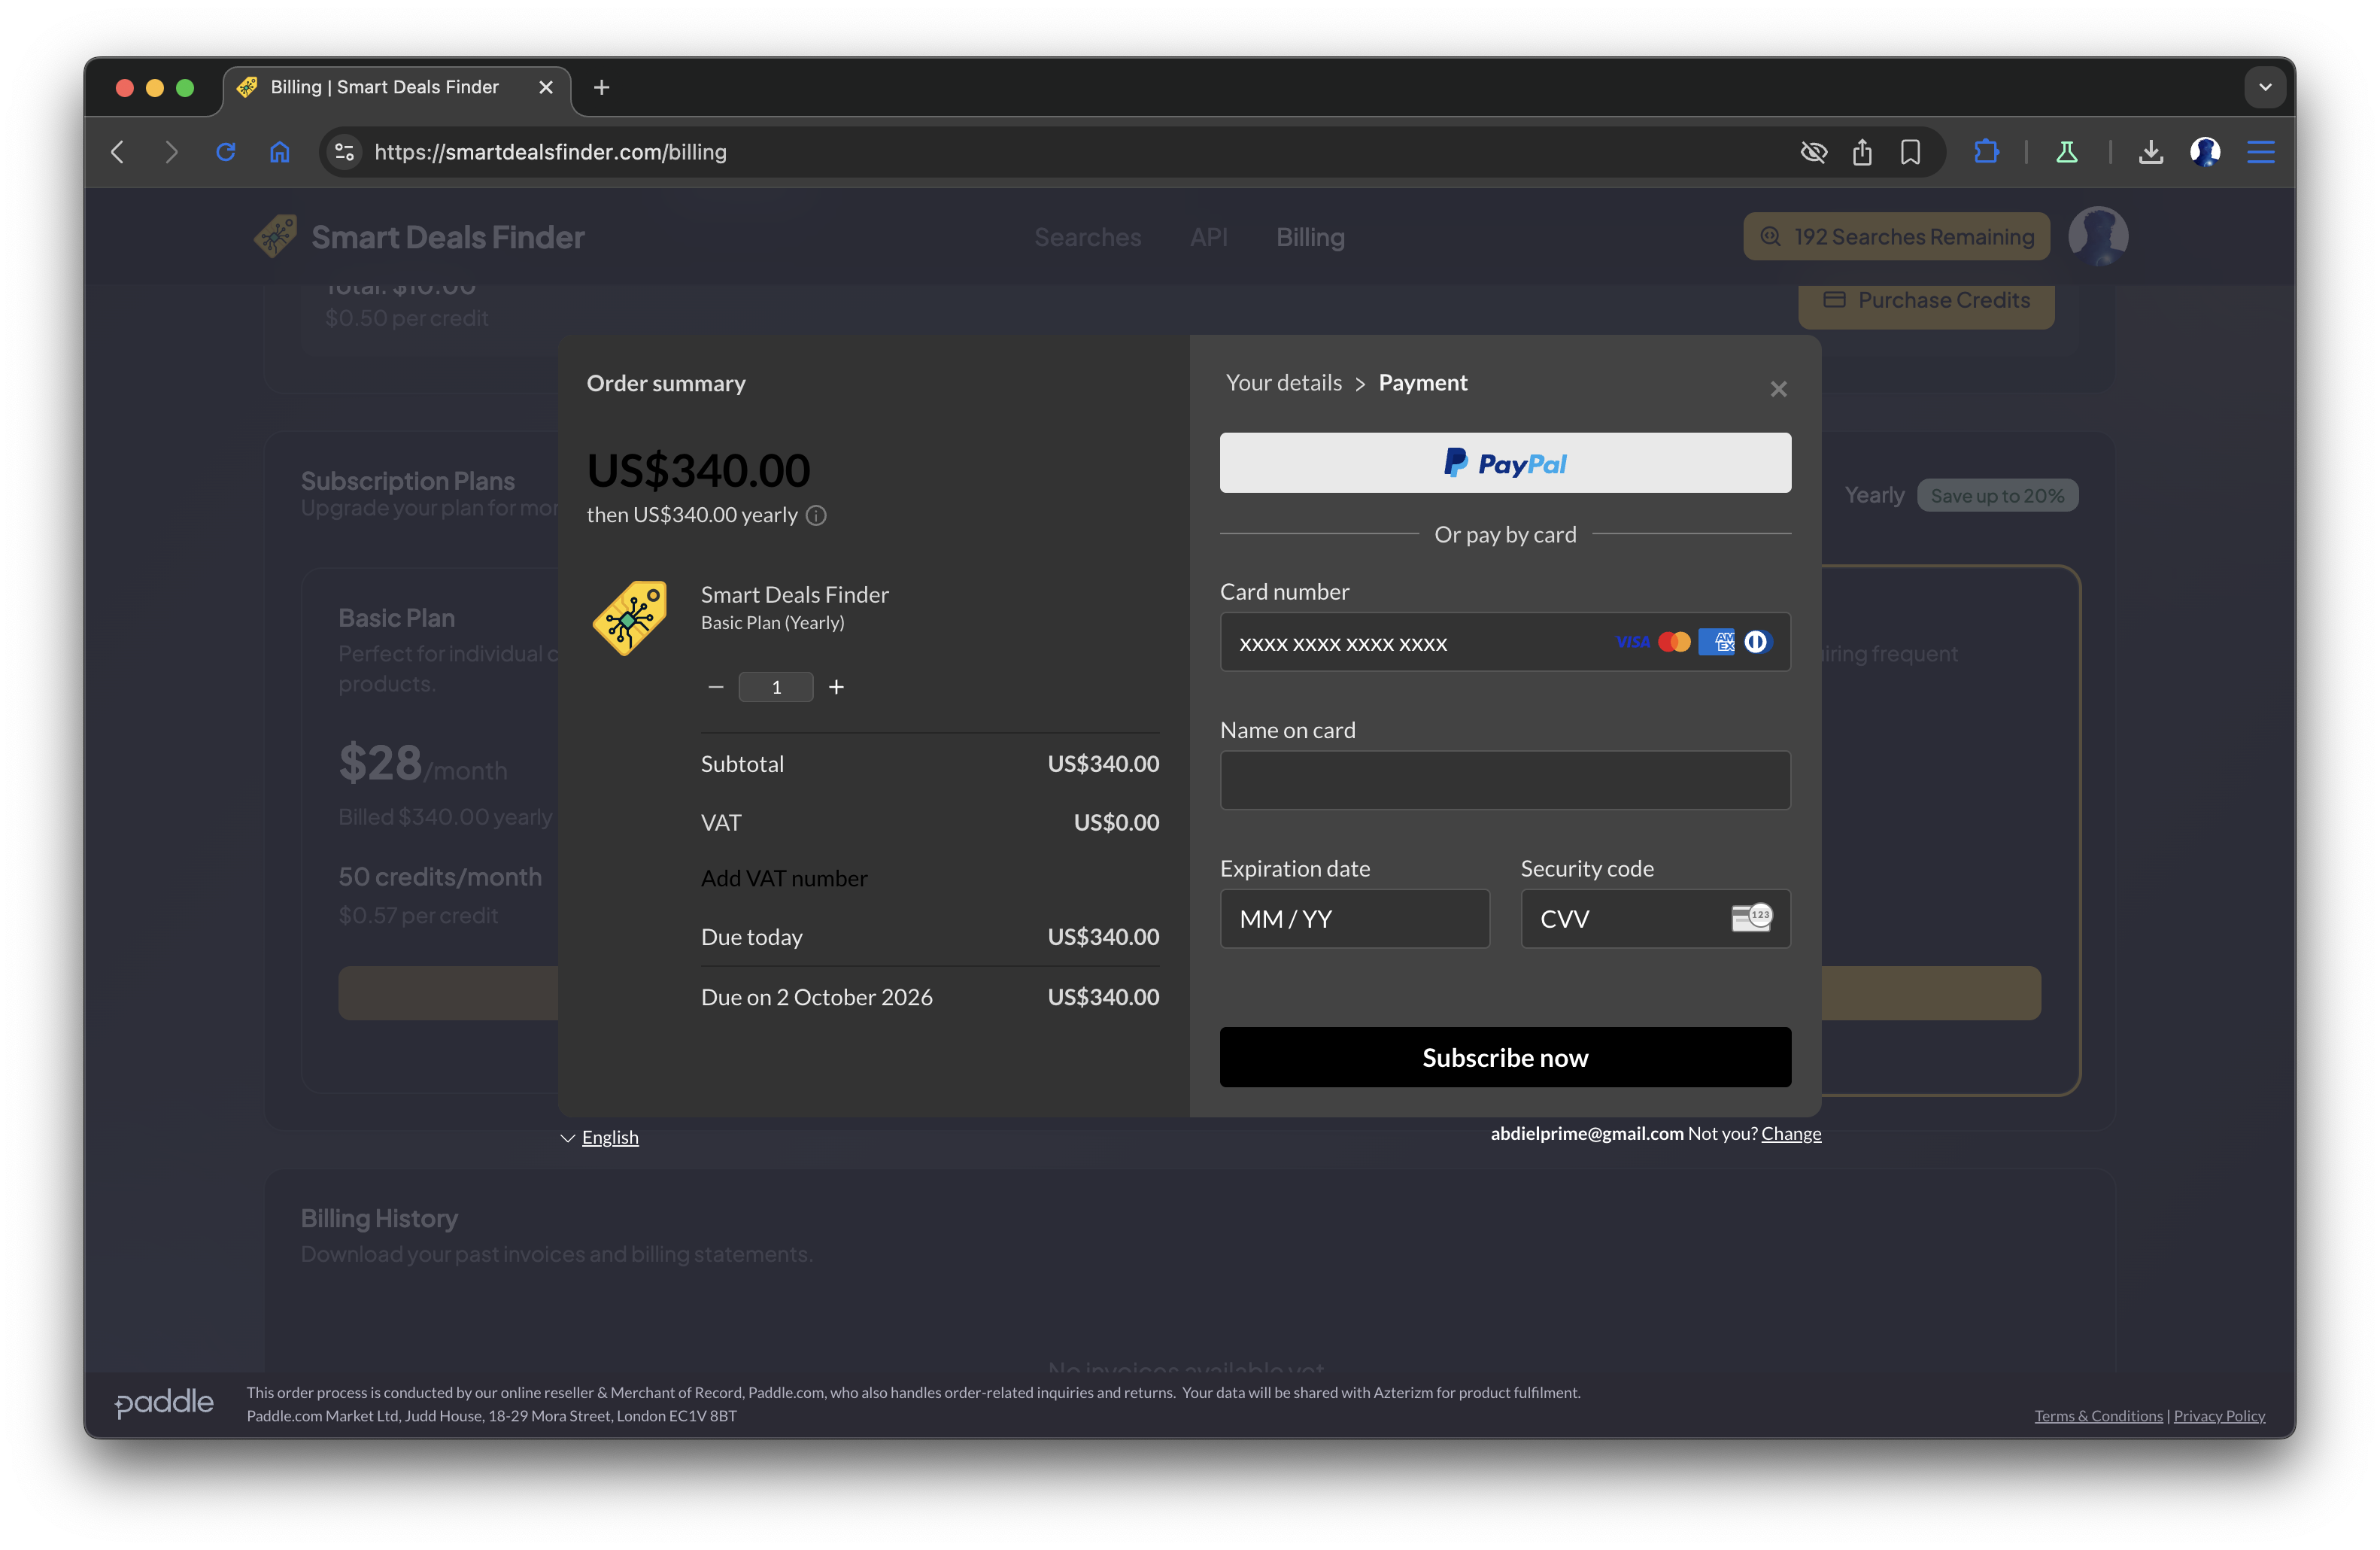 Billing | Smart Deals Finder
https://smartdealsfinder.com/billing
Smart Deals Finder
Searches
API
Billing
192 Searches Remaining
Total: $10.00
$0.50 per credit
Purchase Credits
Subscription Plans
Upgrade your plan for
Yearly
Save up to 20%
Basic Plan
Perfect for individual
products.
$28/month
Billed $340.00 yearly
50 credits/month
$0.57 per credit
frequent
Order summary
US$340.00
then US$340.00 yearly
Smart Deals Finder
Basic Plan (Yearly)
1
Subtotal US$340.00
VAT US$0.00
Add VAT number
Due today US$340.00
Due on 2 October 2026 US$340.00
Your details > Payment
PayPal
Or pay by card
Card number
xxxx xxxx xxxx xxxx
VISA
AMEX
Name on card
Expiration date
MM / YY
Security code
CVV
123
Subscribe now
English
abdielprime@gmail.com Not you? Change
Billing History
Download your past invoices and billing statements.
No invoices available yet
paddle
This order process is conducted by our online reseller & Merchant of Record, Paddle.com, who also handles order-related inquiries and returns. Your data will be shared with Azterizm for product fulfilment.
Paddle.com Market Ltd, Judd House, 18-29 Mora Street, London EC1V 8BT
Terms & Conditions | Privacy Policy